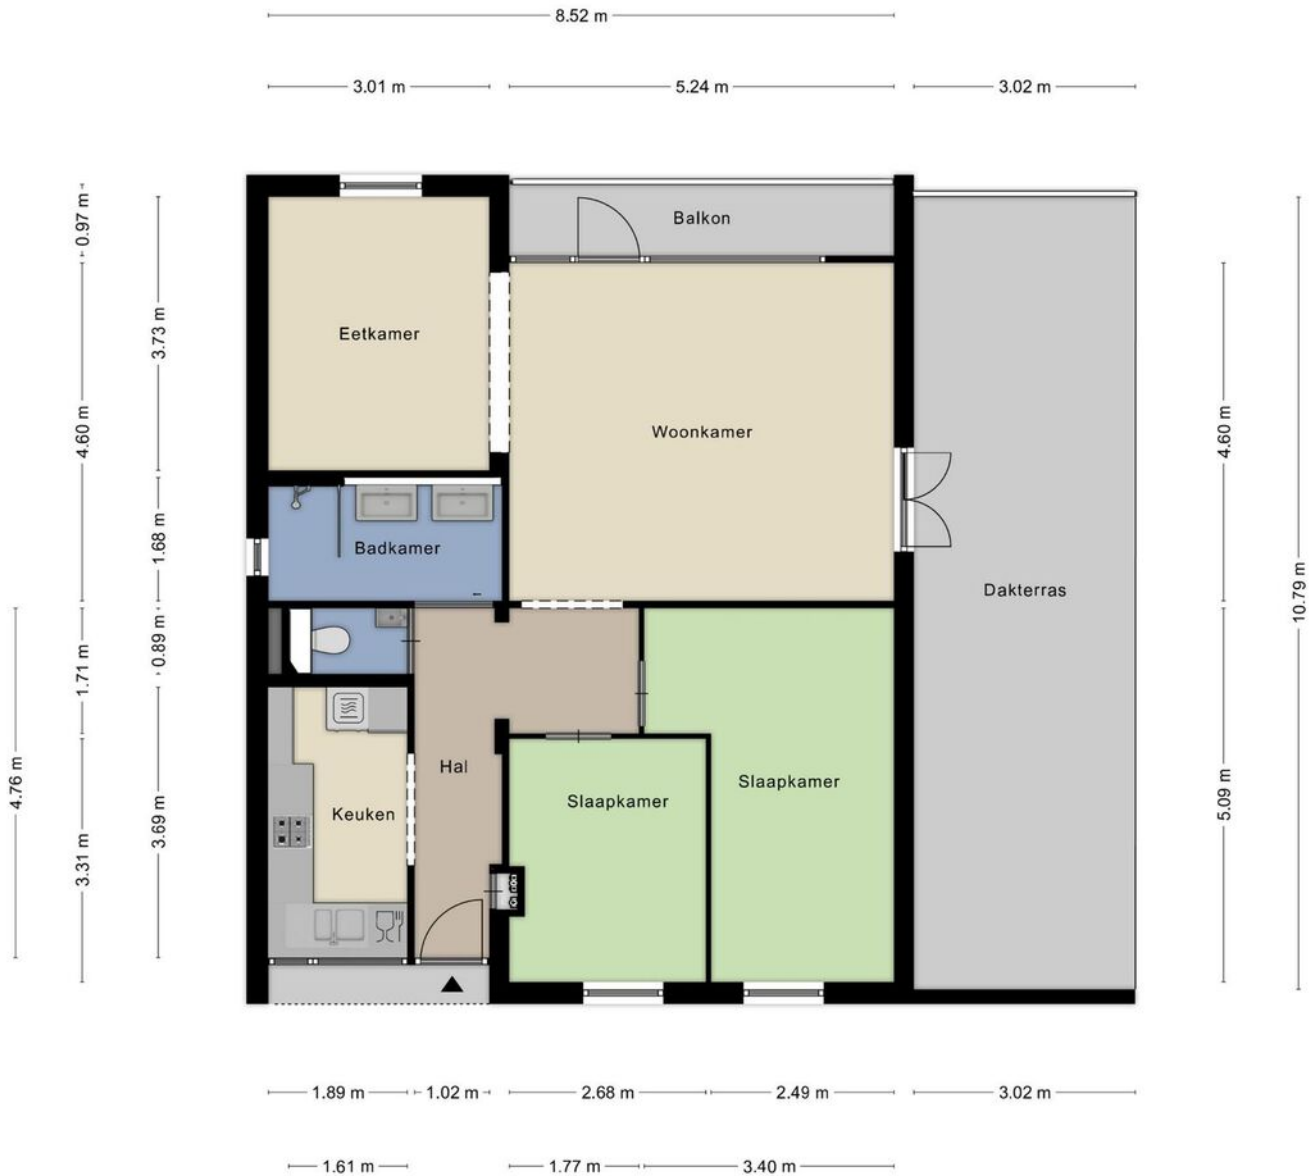 8.52 m
3.01 m
5.24 m
3.02 m
0.97 m
4.60 m
1.71 m
3.31 m
4.76 m
3.73 m
1.68 m
0.89 m
3.69 m
Balkon
Eetkamer
Woonkamer
Badkamer
Dakterras
Hal
Keuken
Slaapkamer
Slaapkamer
4.60 m
5.09 m
10.79 m
1.89 m
1.02 m
2.68 m
2.49 m
3.02 m
1.61 m
1.77 m
3.40 m